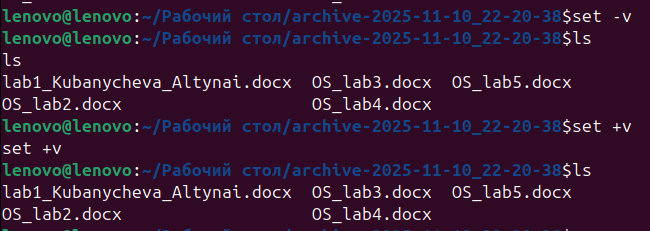 lenovo@lenovo:~/Рабочий стол/archive-2025-11-10_22-20-38$set -v
lenovo@lenovo:~/Рабочий стол/archive-2025-11-10_22-20-38$ls
ls
lab1_Kubanycheva_Altynai.docx  OS_lab3.docx  OS_lab5.docx
OS_lab2.docx                   OS_lab4.docx
lenovo@lenovo:~/Рабочий стол/archive-2025-11-10_22-20-38$set +v
set +v
lenovo@lenovo:~/Рабочий стол/archive-2025-11-10_22-20-38$ls
lab1_Kubanycheva_Altynai.docx  OS_lab3.docx  OS_lab5.docx
OS_lab2.docx                   OS_lab4.docx